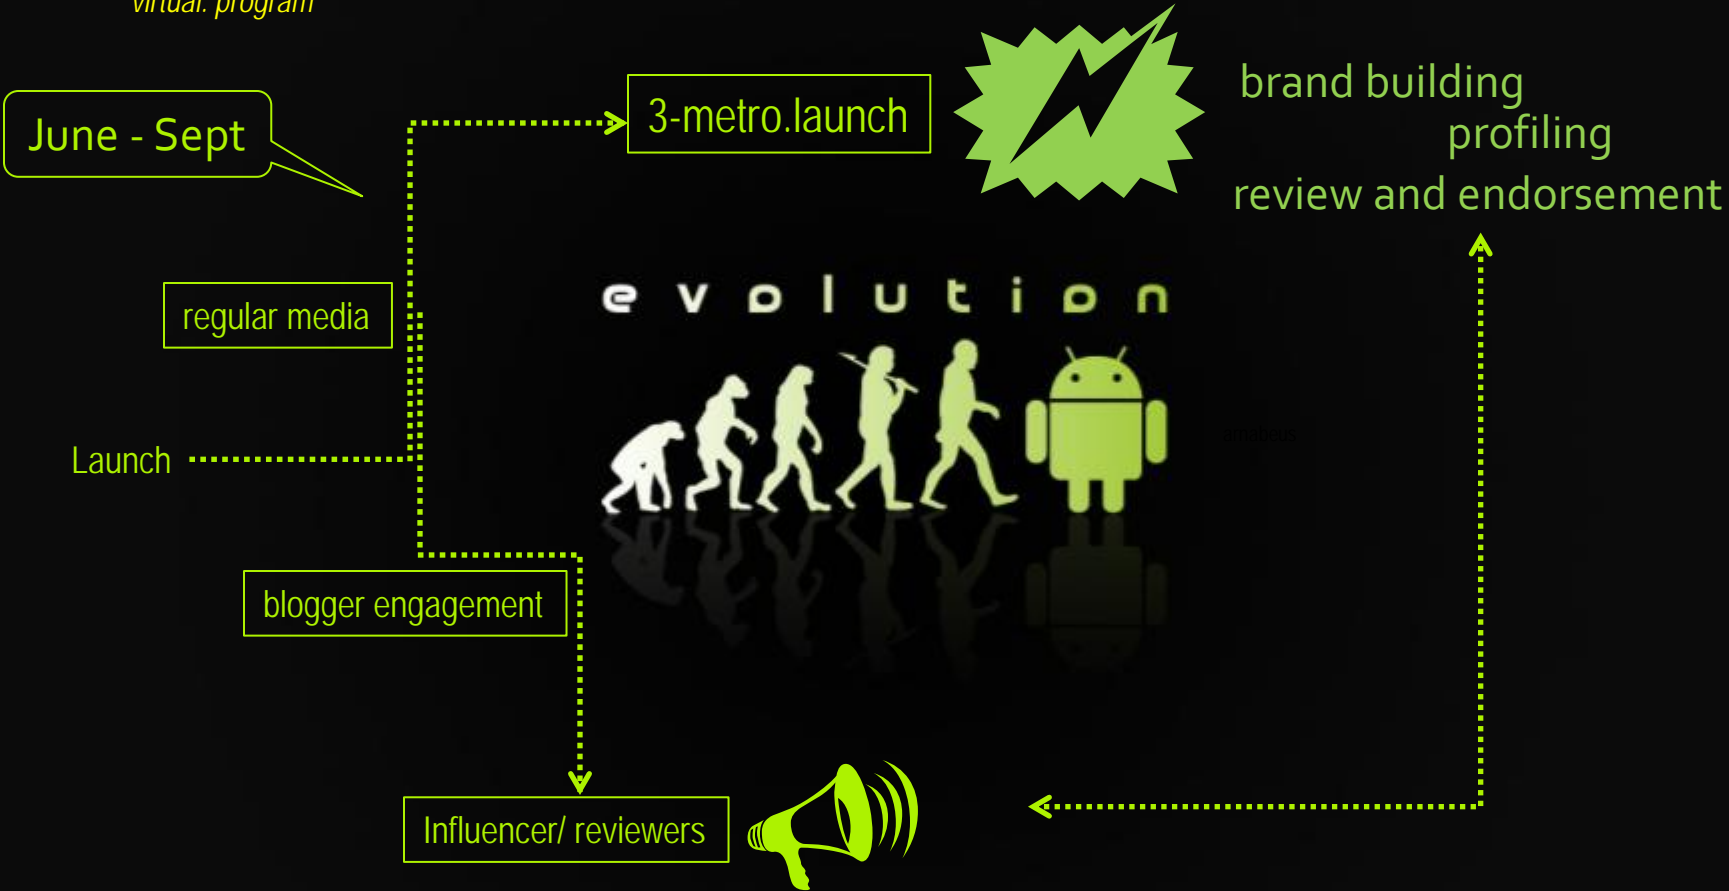 virtual. program
June - Sept
3-metro.launch
brand building
profiling
review and endorsement
evolution
regular media
Launch
blogger engagement
Influencer/ reviewers